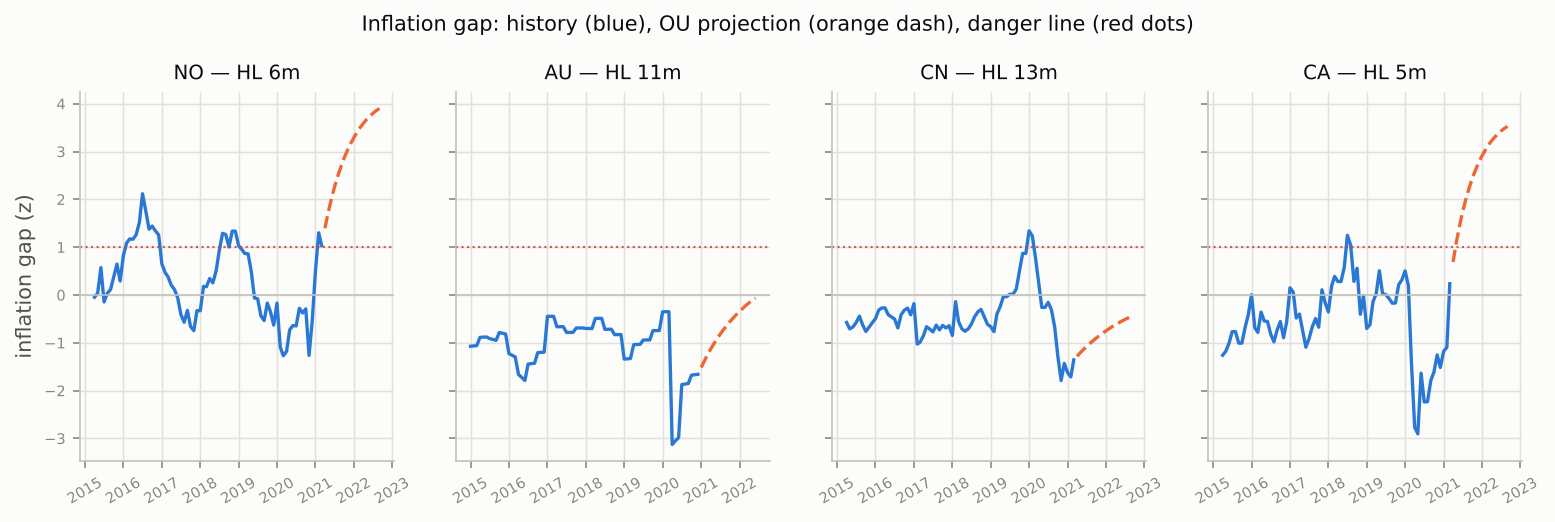 Inflation gap: history (blue), OU projection (orange dash), danger line (red dots)
NO — HL 6m
AU — HL 11m
CN — HL 13m
CA — HL 5m
inflation gap (z)
4
3
2
1
0
−1
−2
−3
2015 2016 2017 2018 2019 2020 2021 2022 2023
2015 2016 2017 2018 2019 2020 2021 2022
2015 2016 2017 2018 2019 2020 2021 2022 2023
2015 2016 2017 2018 2019 2020 2021 2022 2023